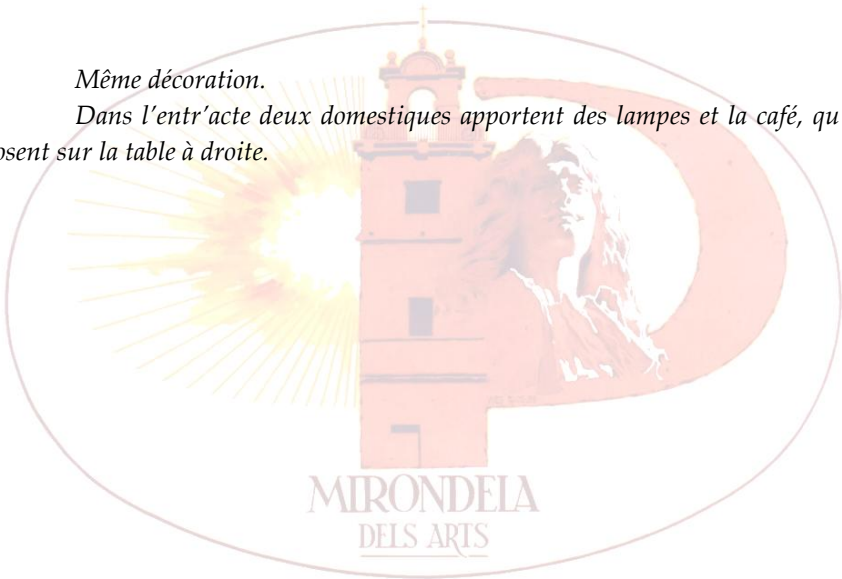 Même décoration.
Dans l'entr'acte deux domestiques apportent des lampes et la café, qu
osent sur la table à droite.
MIRONDELA
DELS ARTS